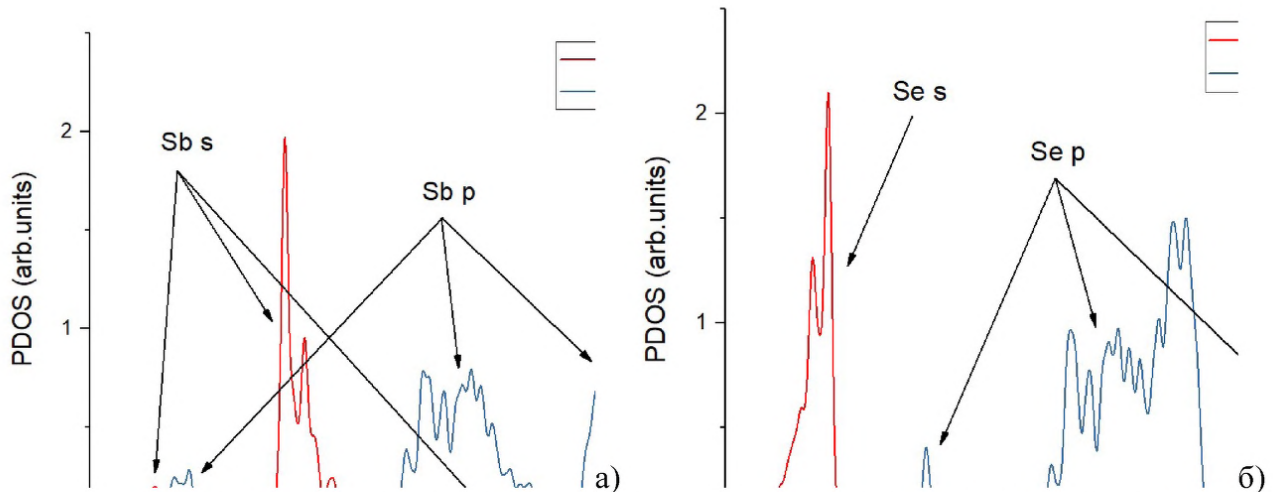 PDOS (arb.units)
2
1
Sb s
Sb p
a)
PDOS (arb.units)
2
1
Se s
Se p
б)